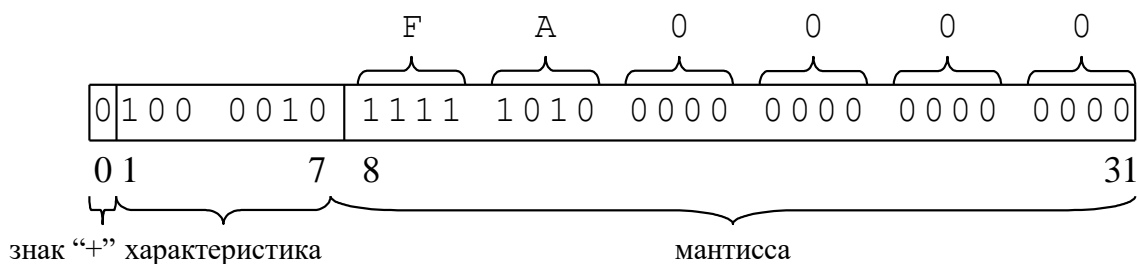 F A 0 0 0 0
0 100 0010 1111 1010 0000 0000 0000 0000
0 1 7 8 31
знак “+” характеристика мантисса